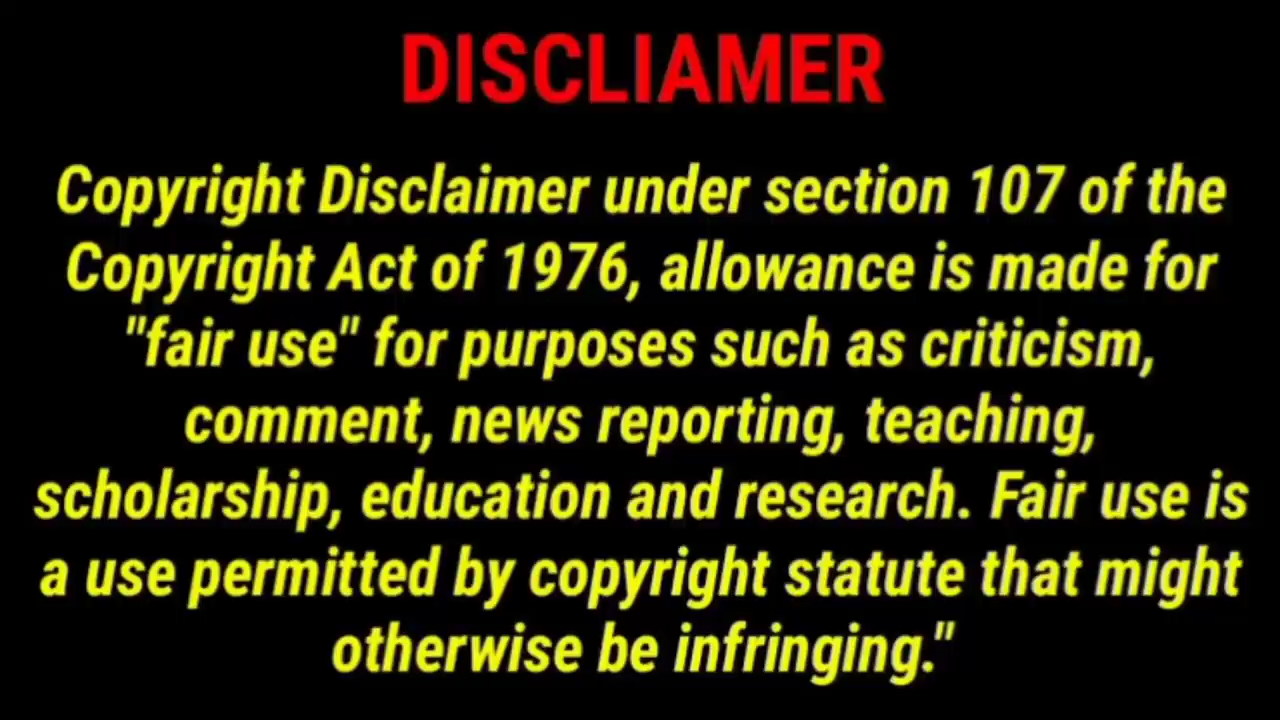 DISCLIAMER
Copyright Disclaimer under section 107 of the
Copyright Act of 1976, allowance is made for
"fair use" for purposes such as criticism,
comment, news reporting, teaching,
scholarship, education and research. Fair use is
a use permitted by copyright statute that might
otherwise be infringing."